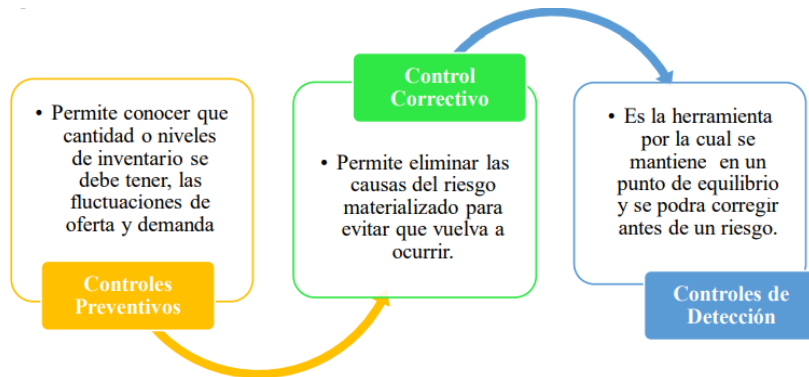 • Permite conocer que
cantidad o niveles
de inventario se
debe tener, las
fluctuaciones de
oferta y demanda
Controles
Preventivos
Control
Correctivo
• Permite eliminar las
causas del riesgo
materializado para
evitar que vuelva a
ocurrir.
• Es la herramienta
por la cual se
mantiene en un
punto de equilibrio
y se podra corregir
antes de un riesgo.
Controles de
Detección